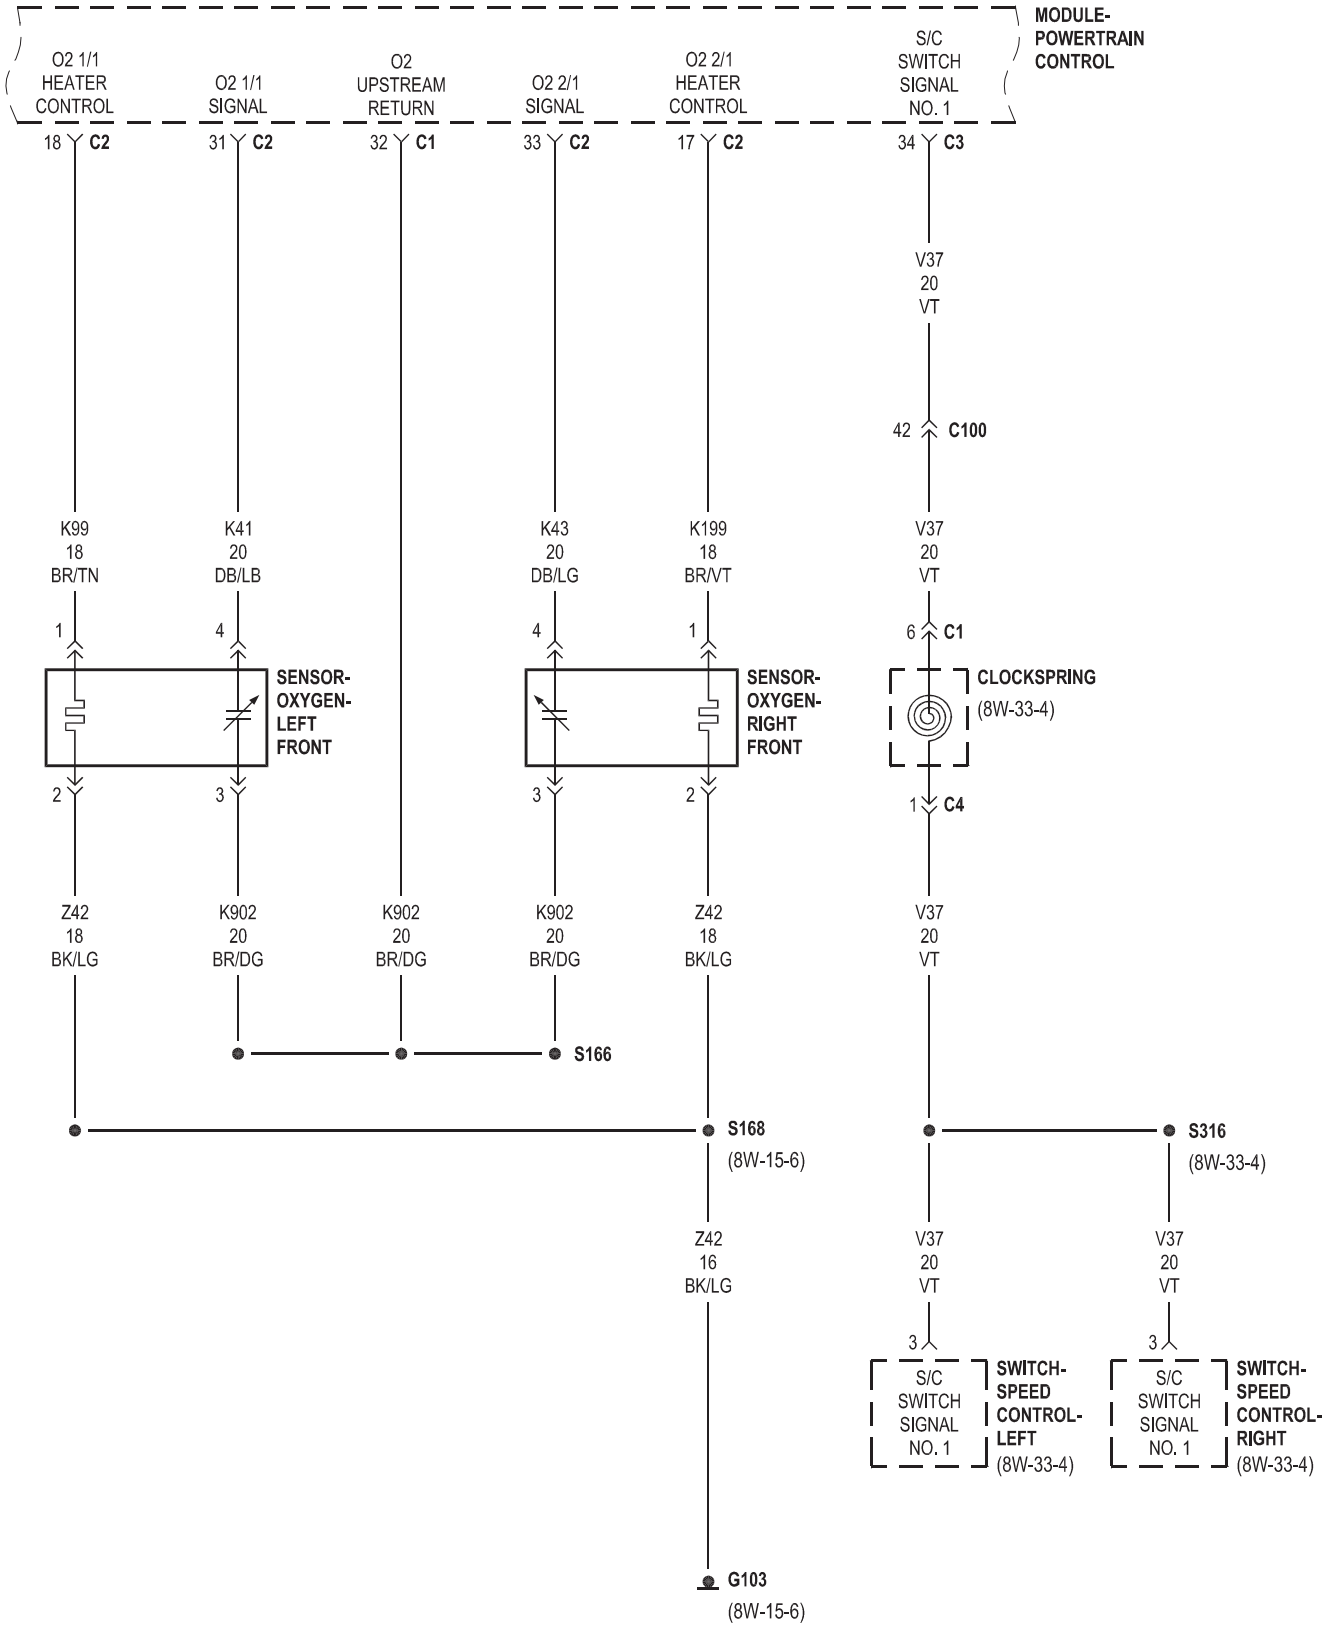 MODULE-
POWERTRAIN
CONTROL
O2 1/1
HEATER
CONTROL
O2 1/1
SIGNAL
O2
UPSTREAM
RETURN
O2 2/1
SIGNAL
O2 2/1
HEATER
CONTROL
S/C
SWITCH
SIGNAL
NO. 1
18 C2
31 C2
32 C1
33 C2
17 C2
34 C3
V37
20
VT
42 C100
K99
18
BR/TN
K41
20
DB/LB
K43
20
DB/LG
K199
18
BR/VT
V37
20
VT
1
4
4
1
6 C1
SENSOR-
OXYGEN-
LEFT
FRONT
SENSOR-
OXYGEN-
RIGHT
FRONT
CLOCKSPRING
(8W-33-4)
2
3
3
2
1 C4
Z42
18
BK/LG
K902
20
BR/DG
K902
20
BR/DG
K902
20
BR/DG
Z42
18
BK/LG
V37
20
VT
S166
S168
(8W-15-6)
S316
(8W-33-4)
Z42
16
BK/LG
V37
20
VT
V37
20
VT
3
3
S/C
SWITCH
SIGNAL
NO. 1
SWITCH-
SPEED
CONTROL-
LEFT
(8W-33-4)
S/C
SWITCH
SIGNAL
NO. 1
SWITCH-
SPEED
CONTROL-
RIGHT
(8W-33-4)
G103
(8W-15-6)